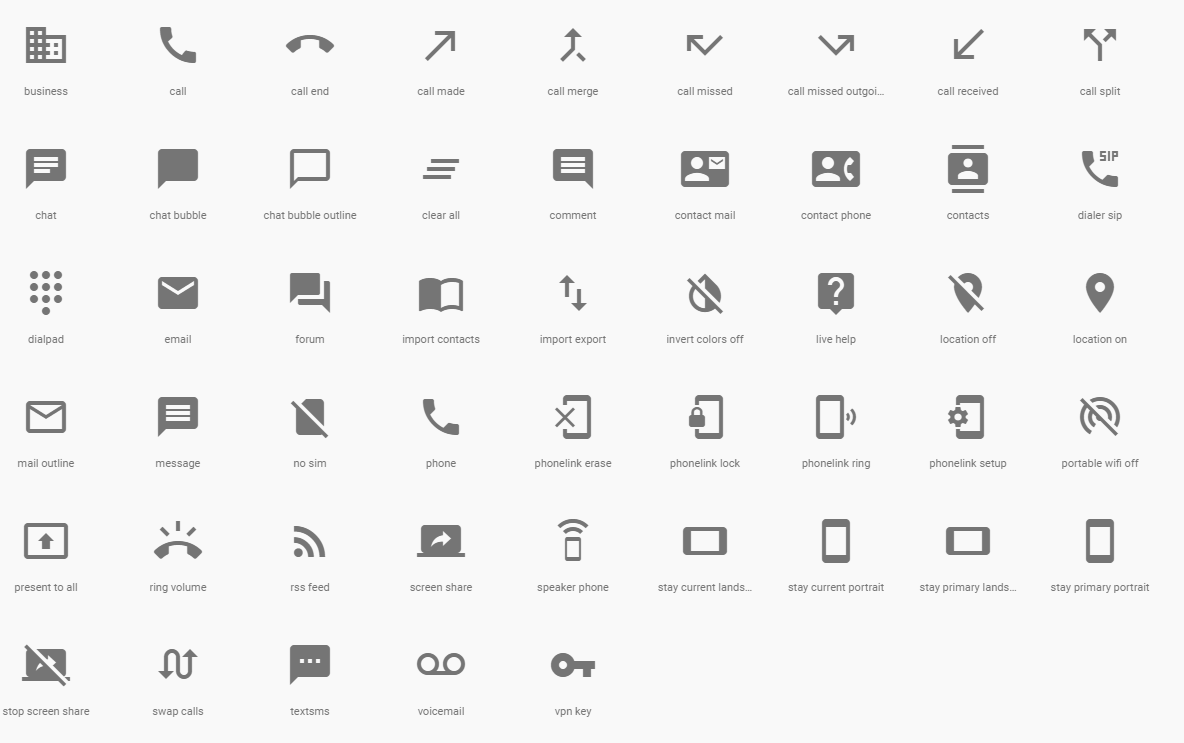 business call call end call made call merge call missed call missed outgoi... call received call split
SIP
chat chat bubble chat bubble outline clear all comment contact mail contact phone contacts dialer sip
dialpad email forum import contacts import export invert colors off live help location off location on
mail outline message no sim phone phonelink erase phonelink lock phonelink ring phonelink setup portable wifi off
present to all ring volume rss feed screen share speaker phone stay current lands... stay current portrait stay primary lands... stay primary portrait
stop screen share swap calls textsms voicemail vpn key